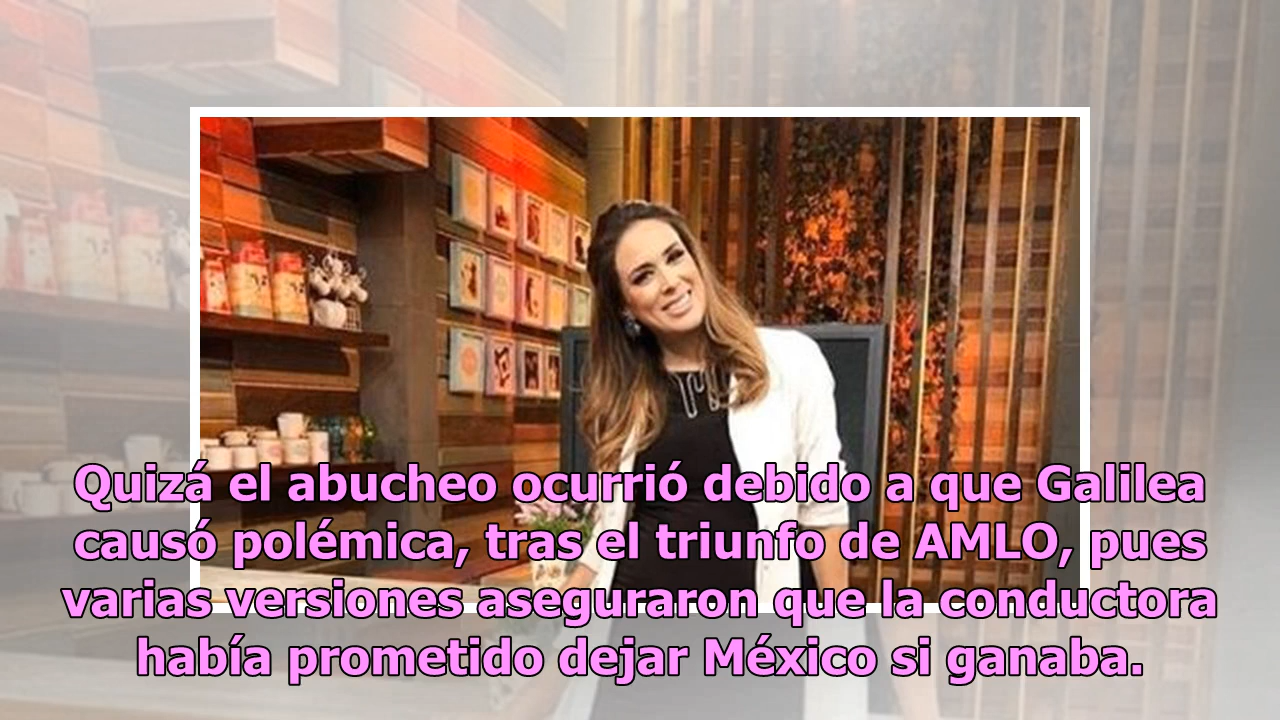 Quizá el abucheo ocurrió debido a que Galilea
causó polémica, tras el triunfo de AMLO, pues
varias versiones aseguraron que la conductora
había prometido dejar México si ganaba.